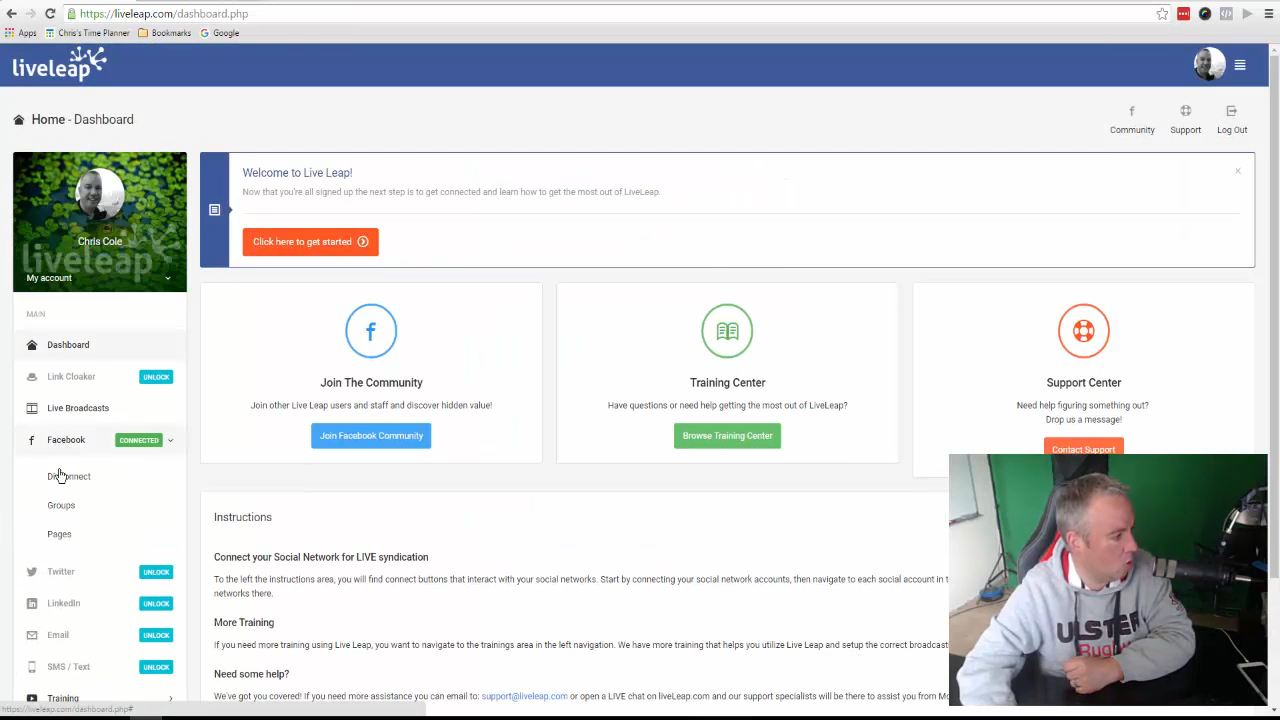 https://liveleap.com/dashboard.php
Apps Chris's Time Planner Bookmarks Google
liveleap
Home - Dashboard
Community Support Log Out
Chris Cole
liveleap
My account
Welcome to Live Leap!
Now that you're all signed up the next step is to get connected and learn how to get the most out of LiveLeap.
Click here to get started
MAIN
Dashboard
Link Cloaker UNLOCK
Live Broadcasts
Facebook CONNECTED
Disconnect
Groups
Pages
Twitter UNLOCK
LinkedIn UNLOCK
Email UNLOCK
SMS / Text UNLOCK
Training
Join The Community
Join other Live Leap users and staff and discover hidden value!
Join Facebook Community
Training Center
Have questions or need help getting the most out of LiveLeap?
Browse Training Center
Support Center
Need help figuring something out?
Drop us a message!
Contact Support
Instructions
Connect your Social Network for LIVE syndication
To the left the instructions area, you will find connect buttons that interact with your social networks. Start by connecting your social network accounts, then navigate to each social account in t
networks there.
More Training
If you need more training using Live Leap, you want to navigate to the trainings area in the left navigation. We have more training that helps you utilize Live Leap and setup the correct broadcast
Need some help?
We've got you covered! If you need more assistance you can email to: support@liveleap.com or open a LIVE chat on liveLeap.com and our support specialists will be there to assist you from Mo
https://liveleap.com/dashboard.php#
ULSTER
Rug